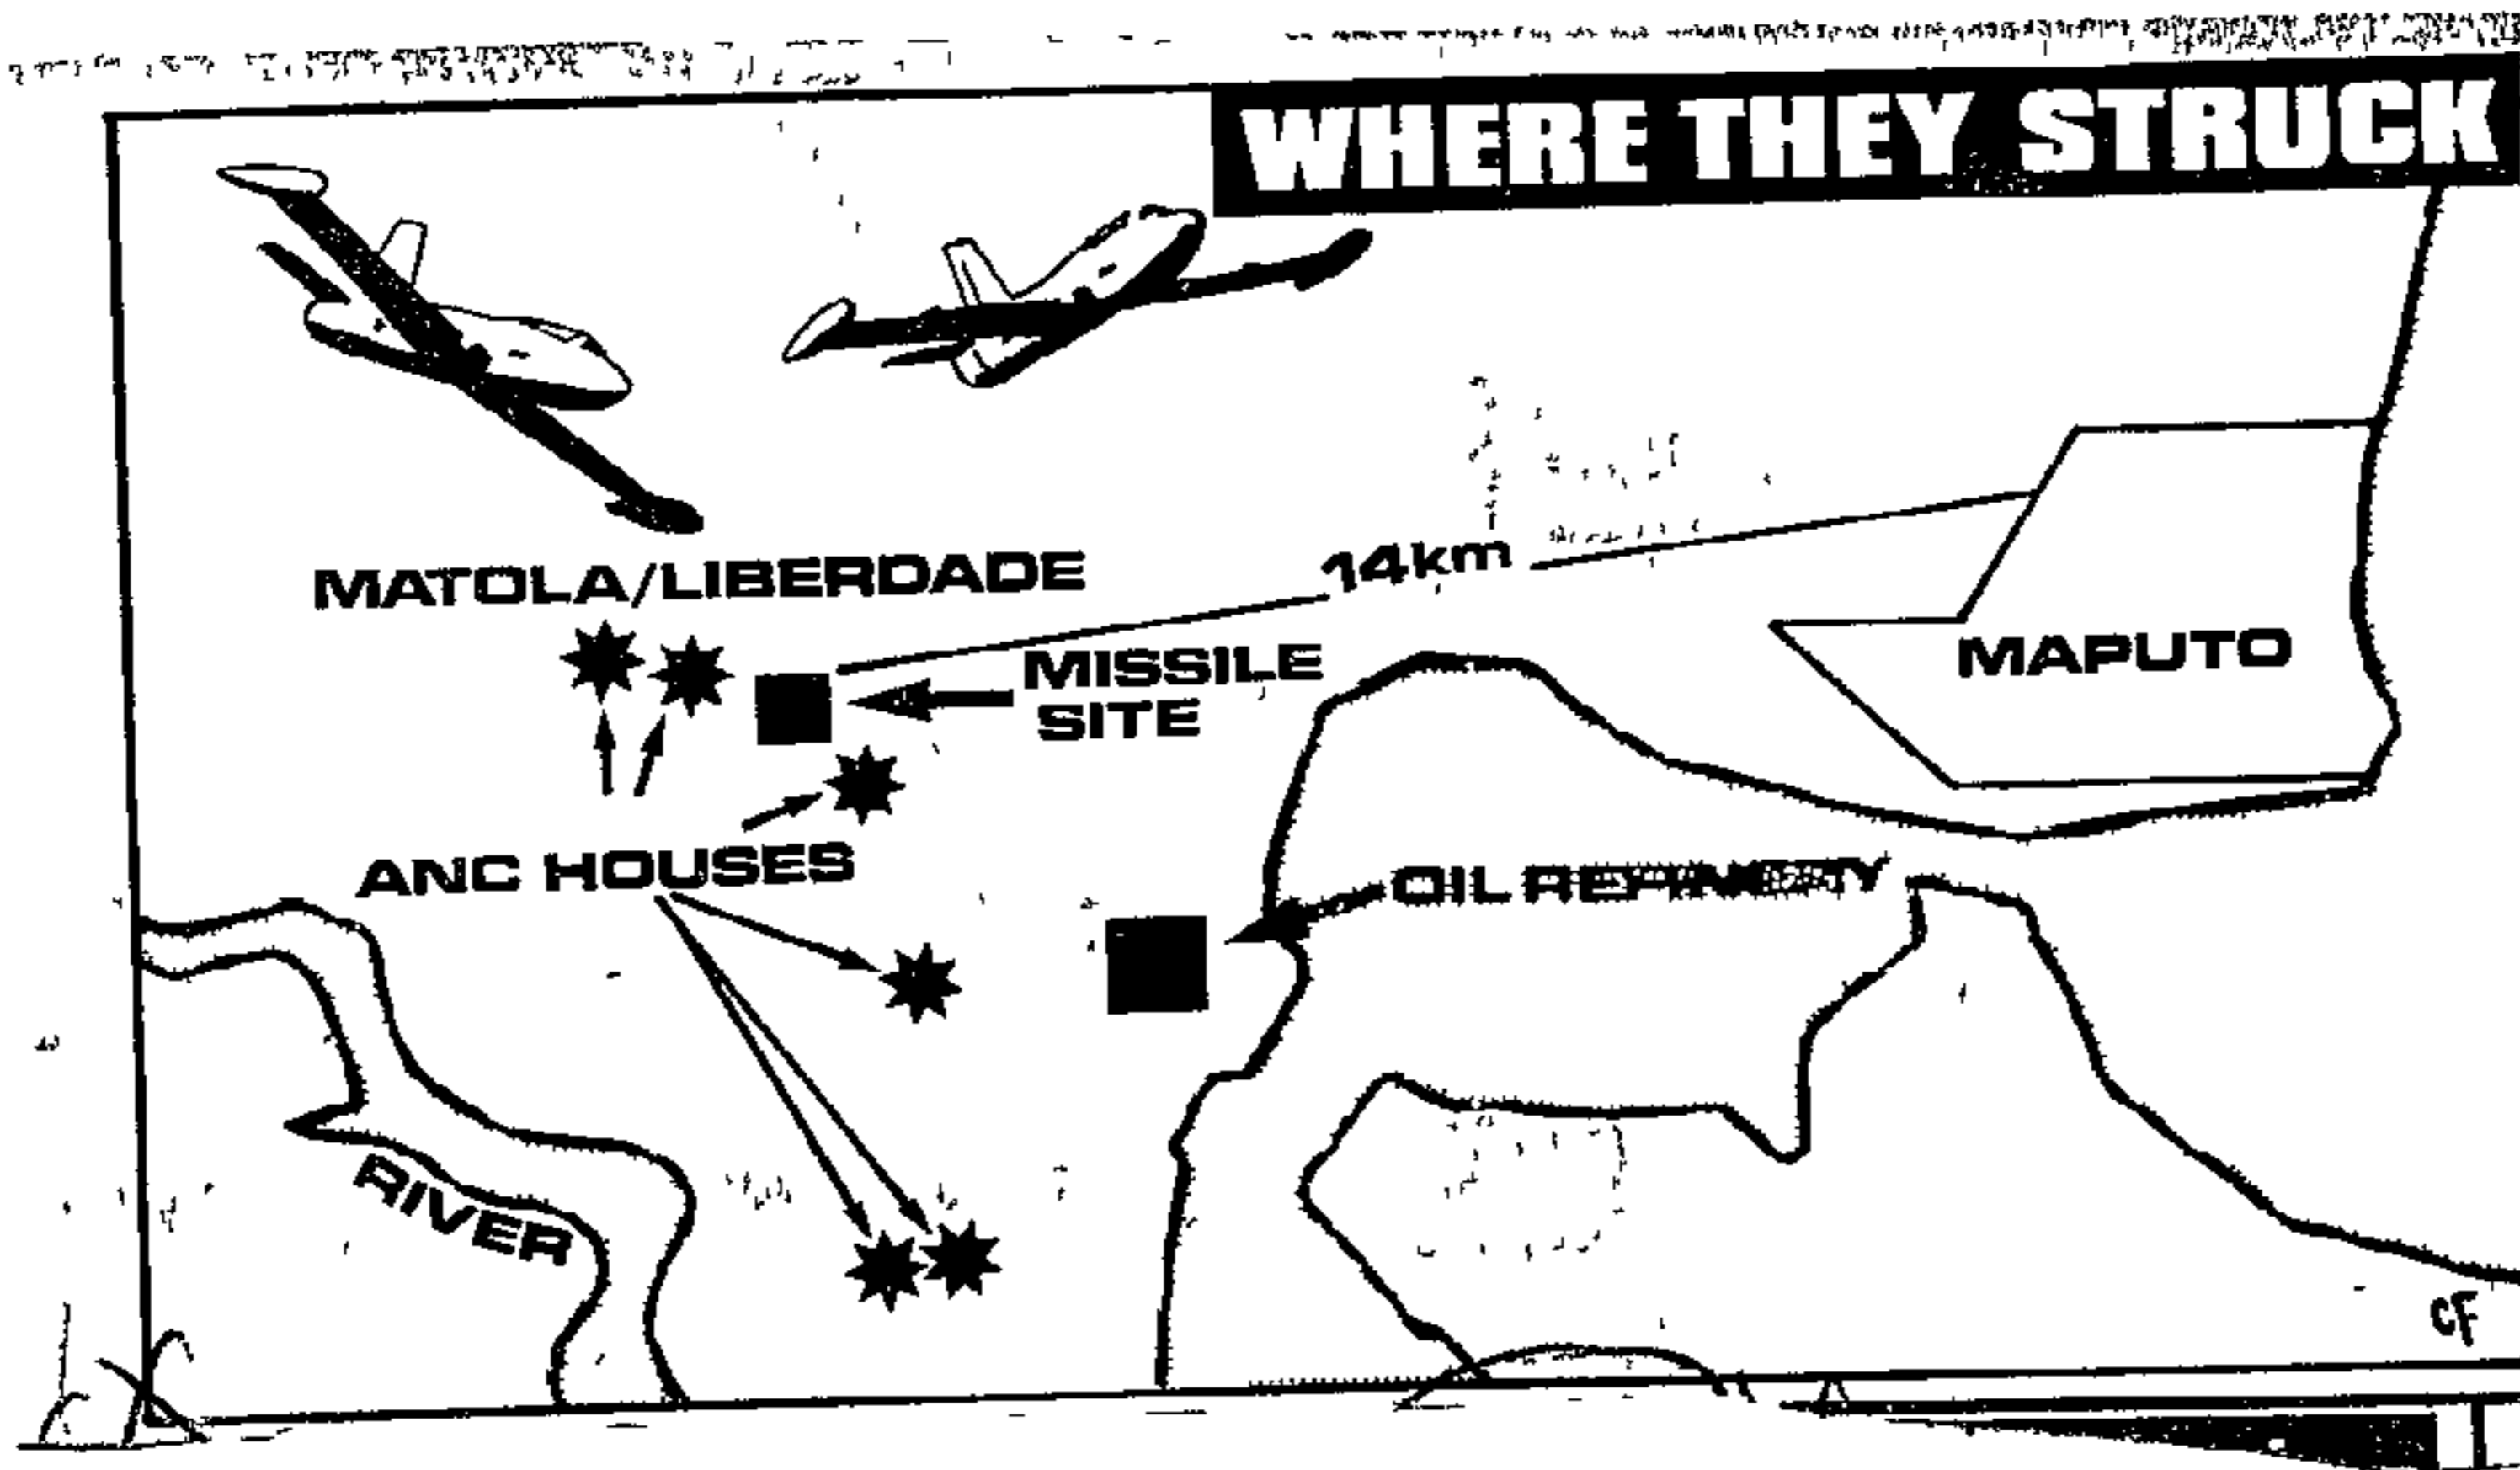 WHERE THEY STRUCK
MATOLA/LIBERDADE
14km
MISSILE
SITE
MAPUTO
ANC HOUSES
OIL REFINERY
RIVER
CF